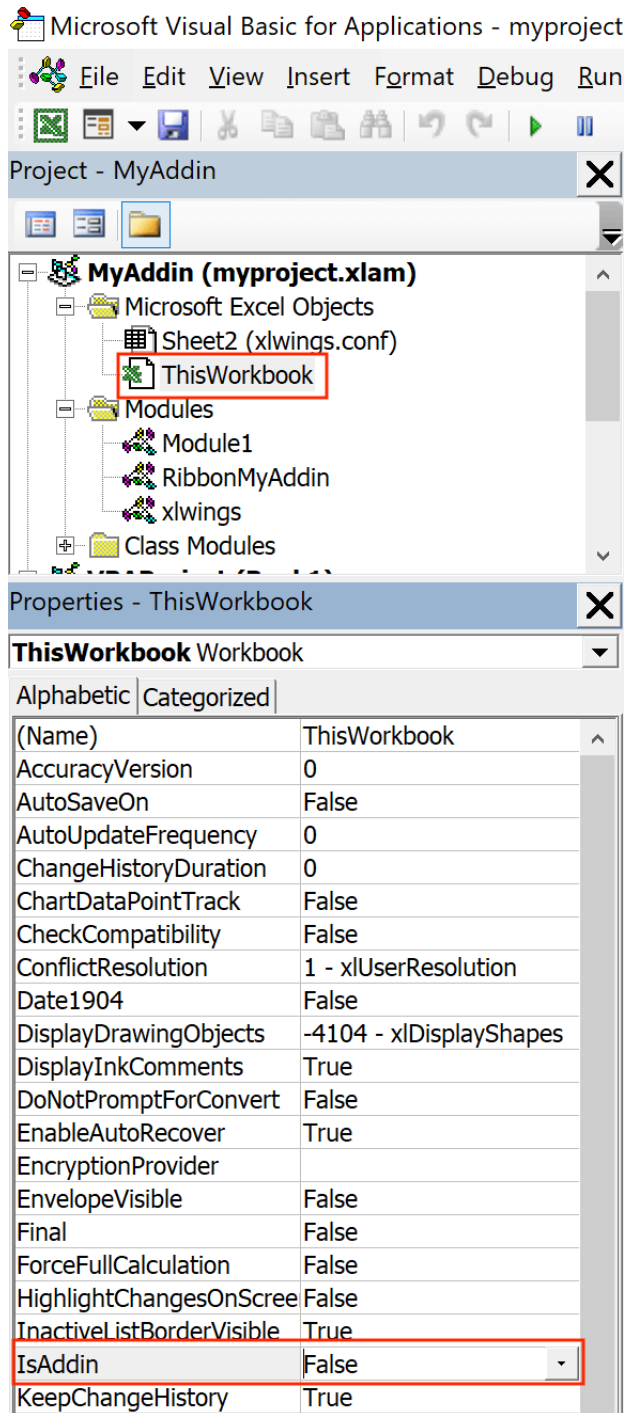 Microsoft Visual Basic for Applications - myproject
File Edit View Insert Format Debug Run
Project - MyAddin
MyAddin (myproject.xlam)
Microsoft Excel Objects
Sheet2 (xlwings.conf)
ThisWorkbook
Modules
Module1
RibbonMyAddin
xlwings
Class Modules
Properties - ThisWorkbook
ThisWorkbook Workbook
Alphabetic Categorized
(Name) ThisWorkbook
AccuracyVersion 0
AutoSaveOn False
AutoUpdateFrequency 0
ChangeHistoryDuration 0
ChartDataPointTrack False
CheckCompatibility False
ConflictResolution 1 - xlUserResolution
Date1904 False
DisplayDrawingObjects -4104 - xlDisplayShapes
DisplayInkComments True
DoNotPromptForConvert False
EnableAutoRecover True
EncryptionProvider
EnvelopeVisible False
Final False
ForceFullCalculation False
HighlightChangesOnScree False
InactiveListBorderVisible True
IsAddin False
KeepChangeHistory True